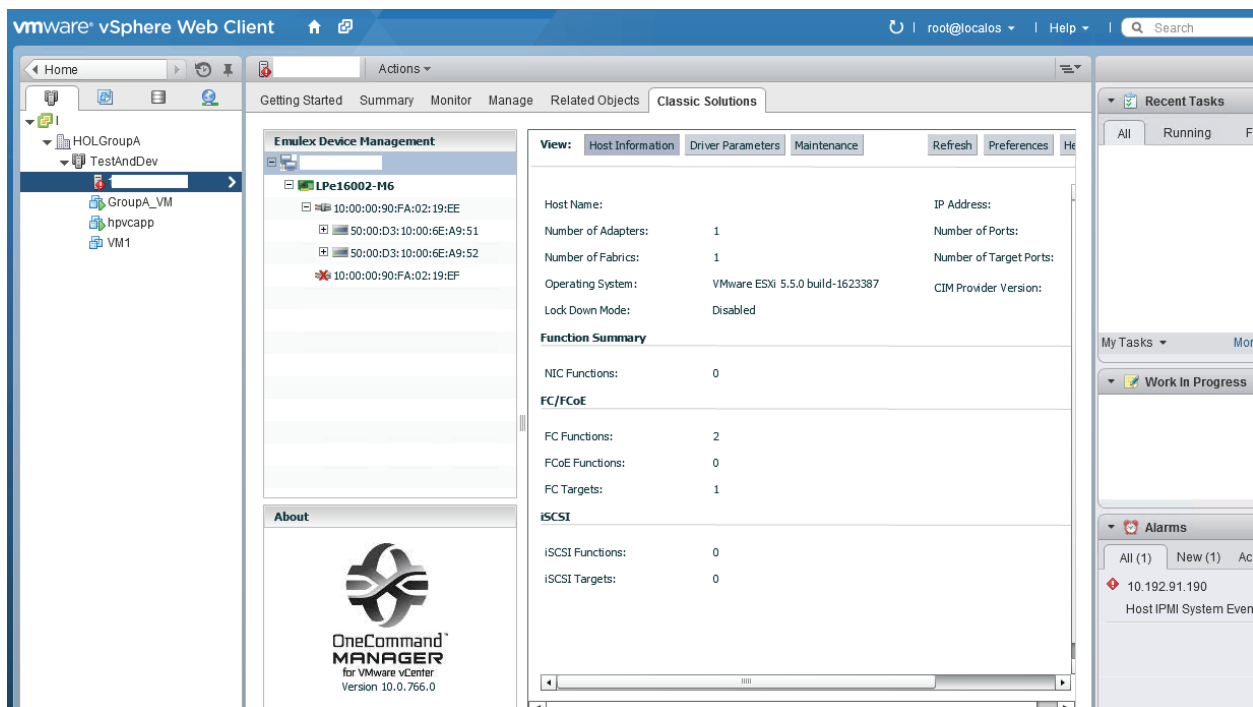 vmware® vSphere Web Client
root@localos
Help
Search
Home
HOLGroupA
TestAndDev
GroupA_VM
hpvcapp
VM1
Actions
Getting Started
Summary
Monitor
Manage
Related Objects
Classic Solutions
Emulex Device Management
LPe16002-M6
10:00:00:90:FA:02:19:EE
50:00:D3:10:00:6E:A9:51
50:00:D3:10:00:6E:A9:52
10:00:00:90:FA:02:19:EF
About
OneCommand™
MANAGER
for VMware vCenter
Version 10.0.766.0
View: Host Information Driver Parameters Maintenance Refresh Preferences He
Host Name: IP Address:
Number of Adapters: 1 Number of Ports:
Number of Fabrics: 1 Number of Target Ports:
Operating System: VMware ESXi 5.5.0 build-1623387 CIM Provider Version:
Lock Down Mode: Disabled
Function Summary
NIC Functions: 0
FC/FCoE
FC Functions: 2
FCoE Functions: 0
FC Targets: 1
iSCSI
iSCSI Functions: 0
iSCSI Targets: 0
Recent Tasks
All Running F
My Tasks Mor
Work In Progress
Alarms
All (1) New (1) Ac
10.192.91.190
Host IPMI System Even